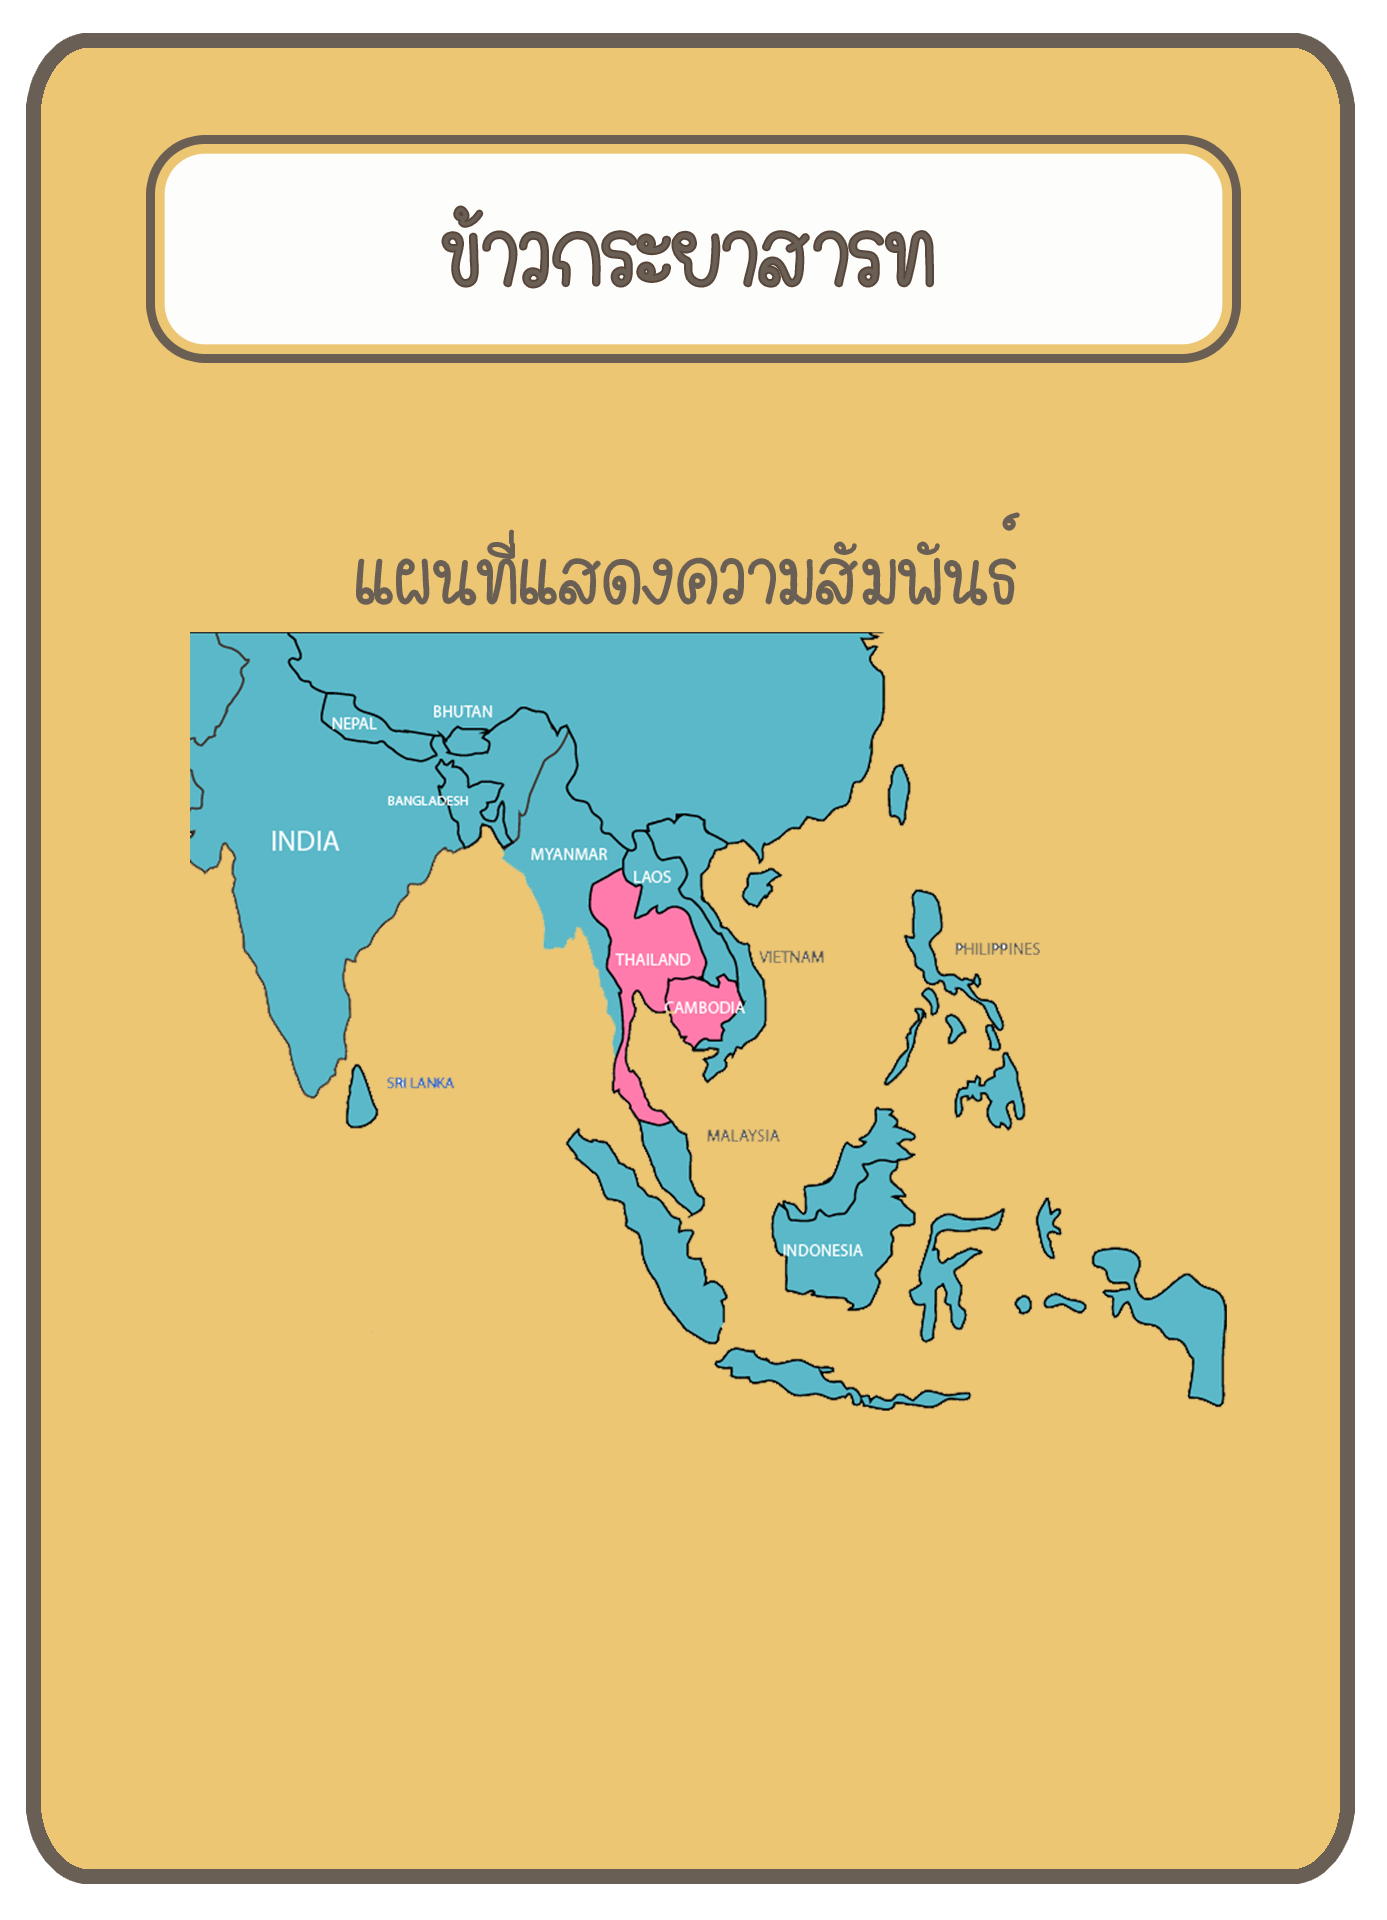 ข้าวกระยาสารท
แผนที่แสดงความสัมพันธ์
BHUTAN
NEPAL
BANGLADESH
INDIA
MYANMAR
LAOS
PHILIPPINES
VIETNAM
THAILAND
CAMBODIA
SRI LANKA
MALAYSIA
INDONESIA